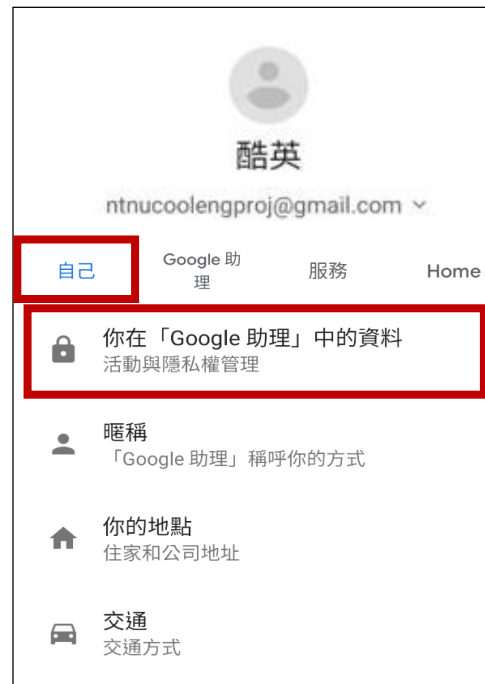 酷英
ntnucoolengproj@gmail.com
自己
Google 助
理
服務
Home
你在「Google 助理」中的資料
活動與隱私權管理
暱稱
「Google 助理」稱呼你的方式
你的地點
住家和公司地址
交通
交通方式